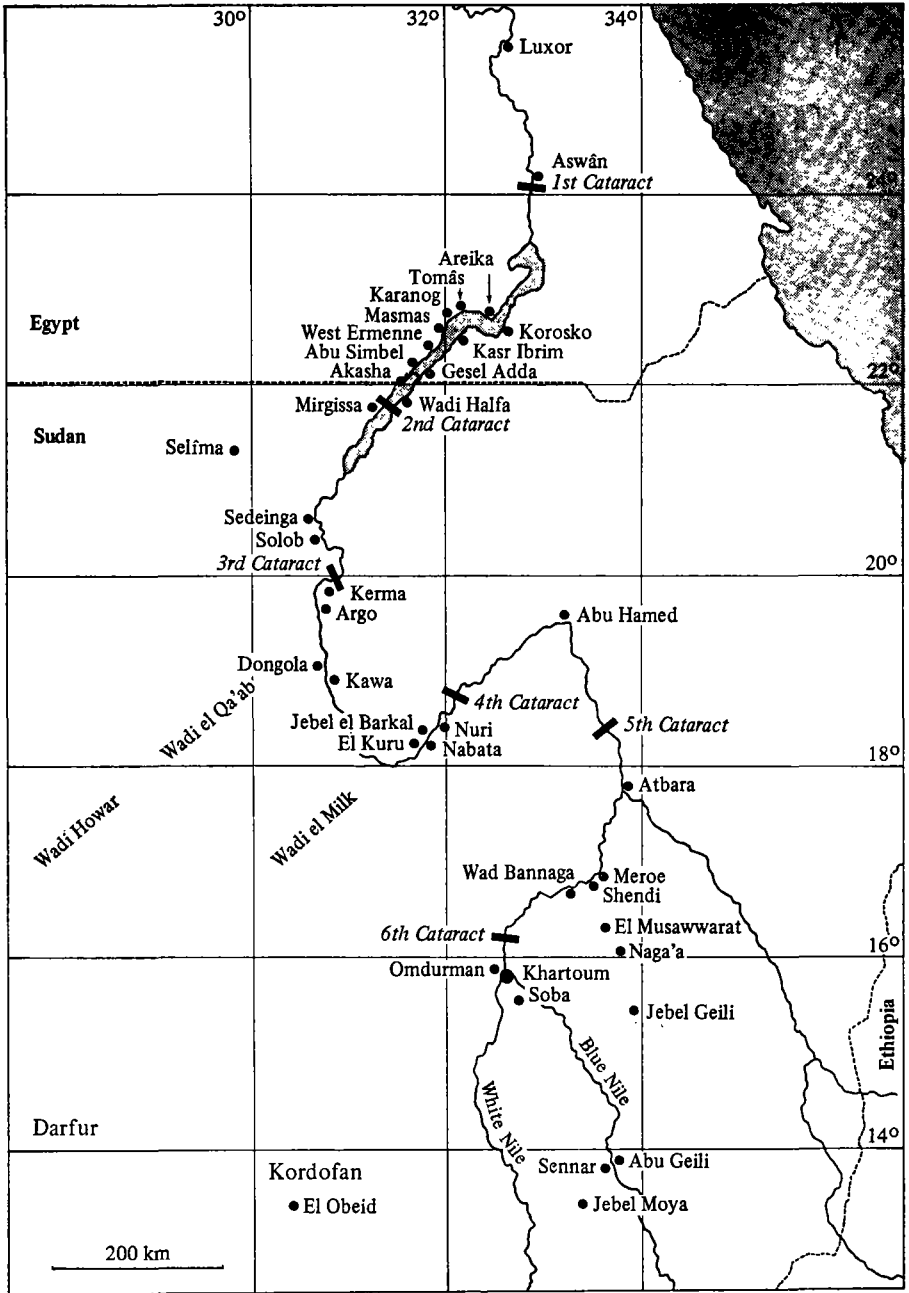 30°
32°
34°
Luxor
Aswân
1st Cataract
24°
Areika
Tomâs
Karanog
Masmas
Egypt
West Ermenne
Korosko
Abu Simbel
Kasr Ibrim
Akasha
Gesel Adda
22°
Mirgissa
Wadi Halfa
2nd Cataract
Sudan
Selîma
Sedeinga
Solob
3rd Cataract
20°
Kerma
Argo
Abu Hamed
Dongola
Kawa
Wadi el Qa'ab
4th Cataract
Jebel el Barkal
Nuri
5th Cataract
El Kuru
Nabata
18°
Atbara
Wadi Howar
Wadi el Milk
Wad Bannaga
Meroe
Shendi
El Musawwarat
6th Cataract
Naga'a
16°
Omdurman
Khartoum
Soba
Jebel Geili
Ethiopia
Blue Nile
White Nile
Darfur
14°
Sennar
Abu Geili
Kordofan
El Obeid
Jebel Moya
200 km